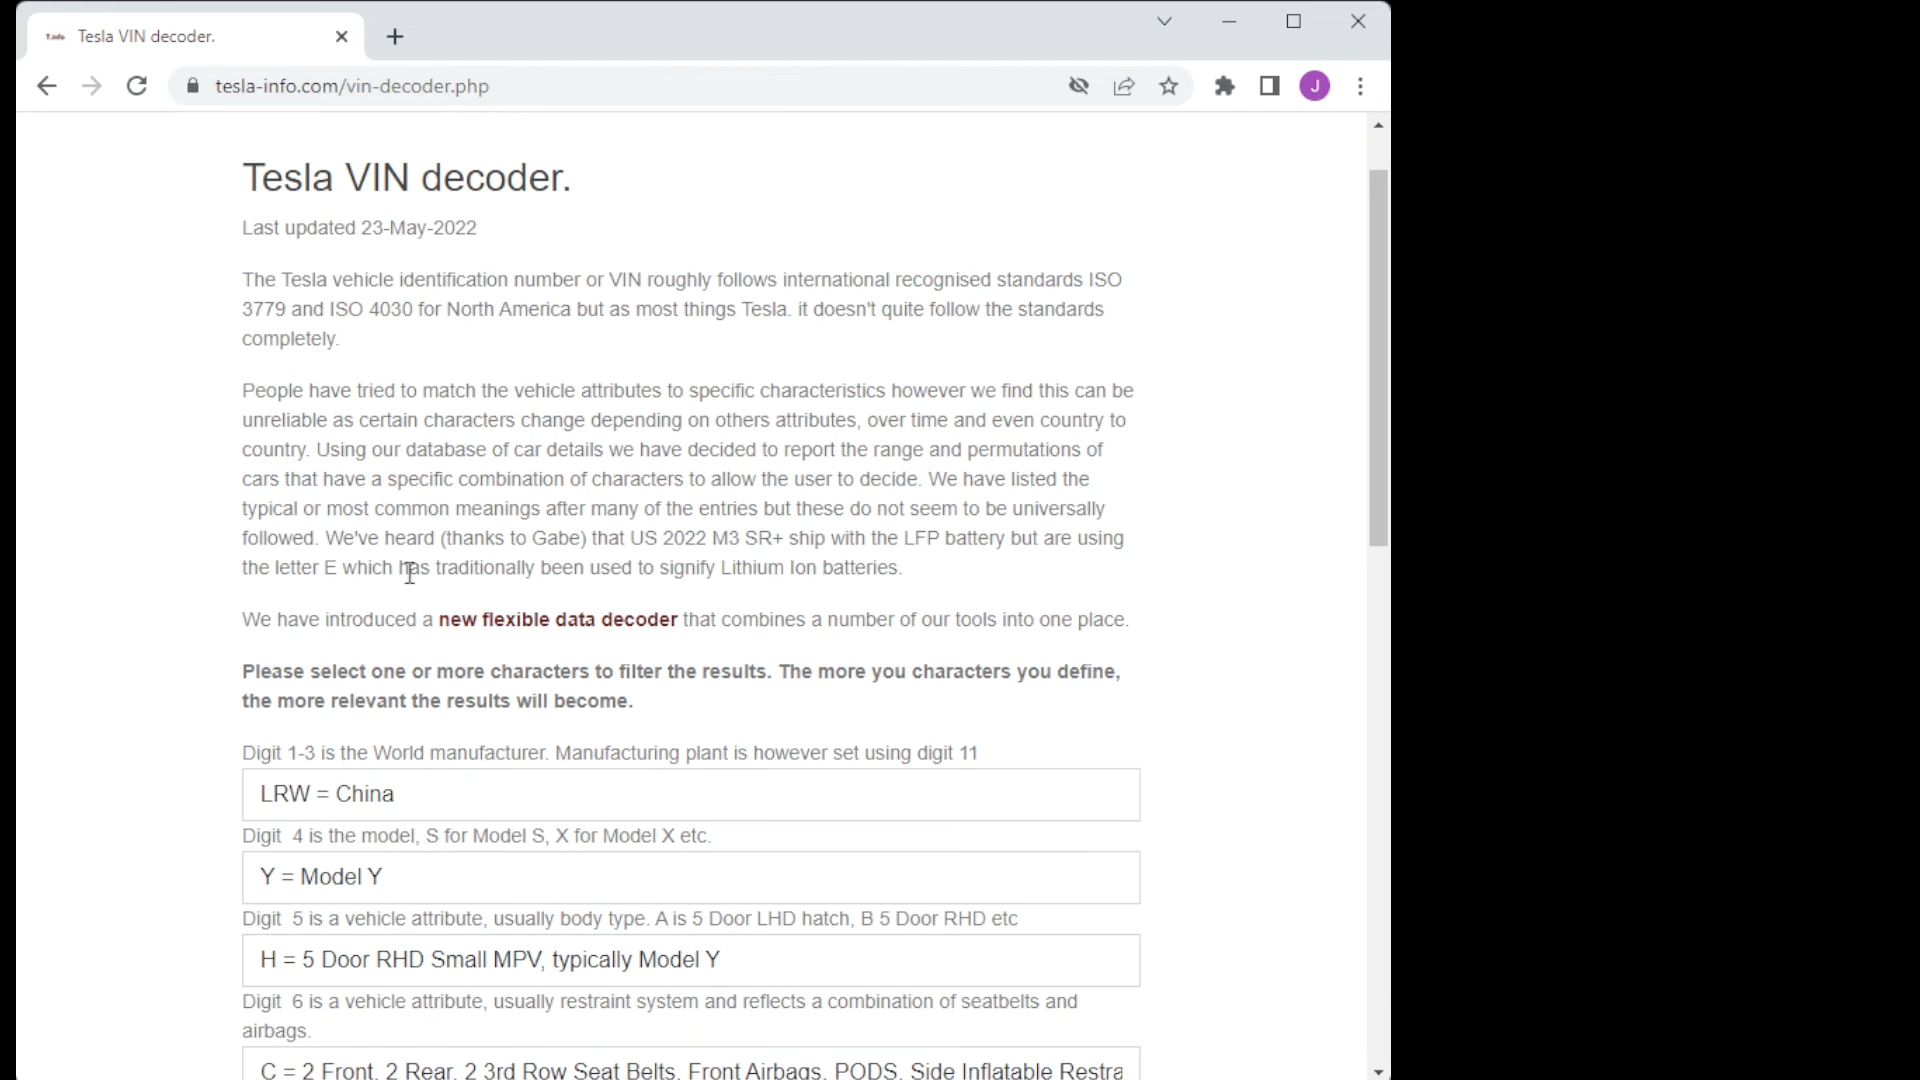 Tesla VIN decoder.
tesla-info.com/vin-decoder.php
J
Tesla VIN decoder.
Last updated 23-May-2022
The Tesla vehicle identification number or VIN roughly follows international recognised standards ISO
3779 and ISO 4030 for North America but as most things Tesla. it doesn't quite follow the standards
completely.
People have tried to match the vehicle attributes to specific characteristics however we find this can be
unreliable as certain characters change depending on others attributes, over time and even country to
country. Using our database of car details we have decided to report the range and permutations of
cars that have a specific combination of characters to allow the user to decide. We have listed the
typical or most common meanings after many of the entries but these do not seem to be universally
followed. We've heard (thanks to Gabe) that US 2022 M3 SR+ ship with the LFP battery but are using
the letter E which has traditionally been used to signify Lithium Ion batteries.
We have introduced a new flexible data decoder that combines a number of our tools into one place.
Please select one or more characters to filter the results. The more you characters you define,
the more relevant the results will become.
Digit 1-3 is the World manufacturer. Manufacturing plant is however set using digit 11
LRW = China
Digit 4 is the model, S for Model S, X for Model X etc.
Y = Model Y
Digit 5 is a vehicle attribute, usually body type. A is 5 Door LHD hatch, B 5 Door RHD etc
H = 5 Door RHD Small MPV, typically Model Y
Digit 6 is a vehicle attribute, usually restraint system and reflects a combination of seatbelts and
airbags.
C = 2 Front, 2 Rear, 2 3rd Row Seat Belts, Front Airbags, PODS, Side Inflatable Restra